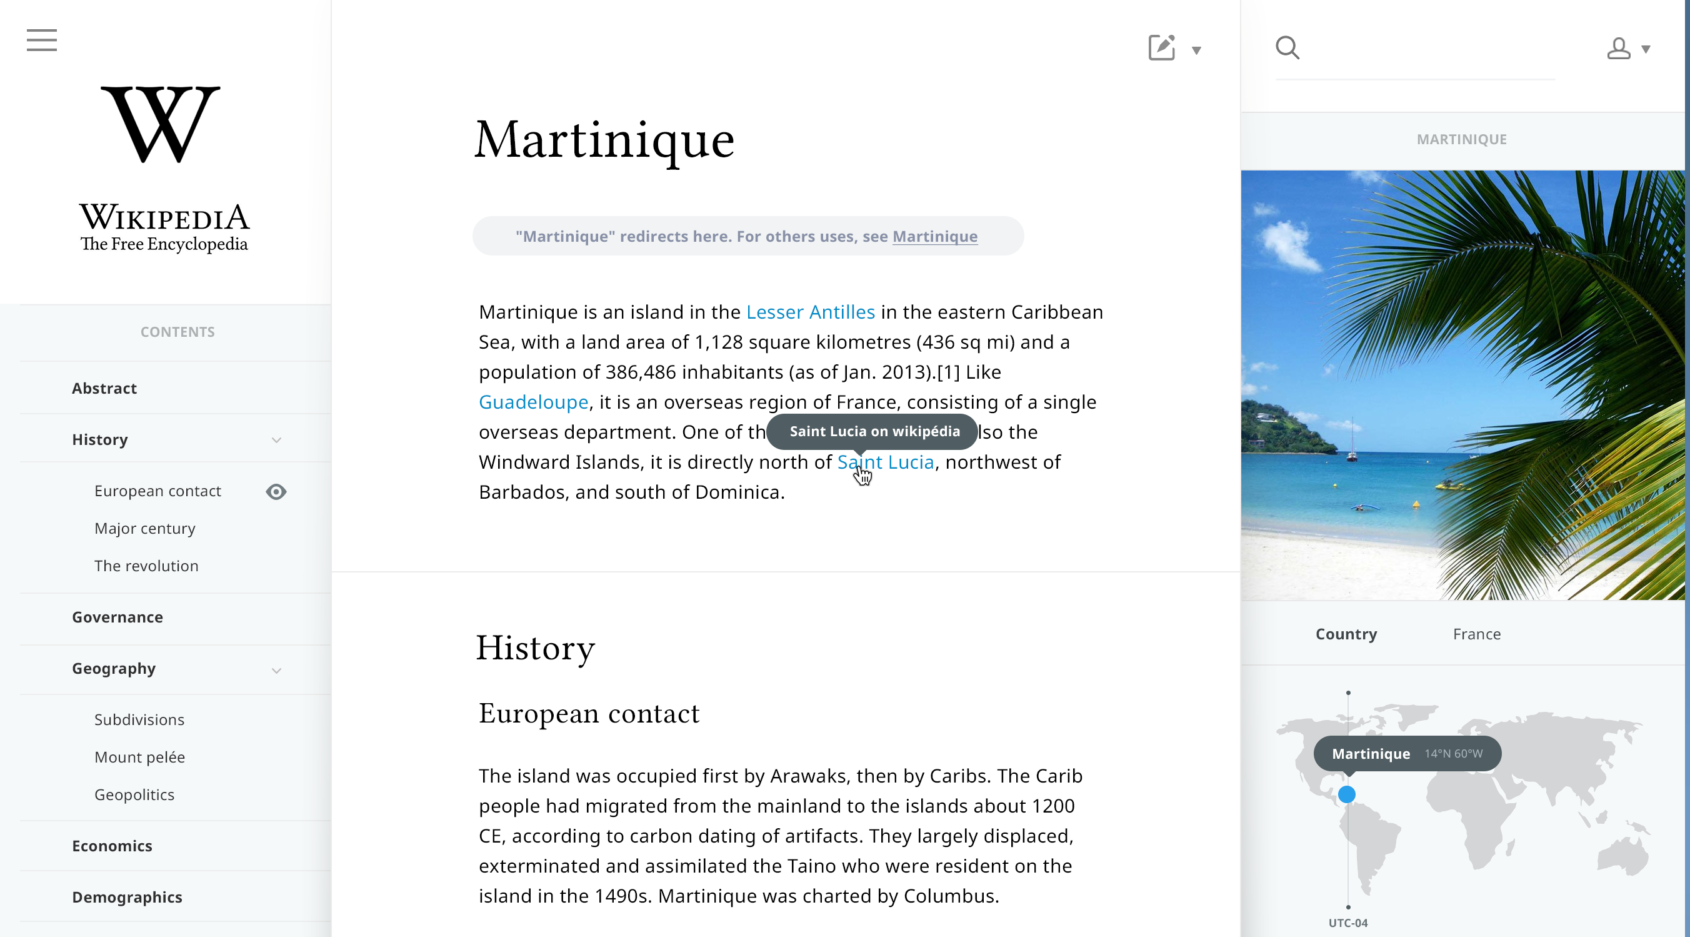 W
WIKIPEDIA
The Free Encyclopedia
CONTENTS
Abstract
History
European contact
Major century
The revolution
Governance
Geography
Subdivisions
Mount pelée
Geopolitics
Economics
Demographics
Martinique
"Martinique" redirects here. For others uses, see Martinique
Martinique is an island in the Lesser Antilles in the eastern Caribbean
Sea, with a land area of 1,128 square kilometres (436 sq mi) and a
population of 386,486 inhabitants (as of Jan. 2013).[1] Like
Guadeloupe, it is an overseas region of France, consisting of a single
overseas department. One of th lso the
Saint Lucia on wikipédia
Windward Islands, it is directly north of Saint Lucia, northwest of
Barbados, and south of Dominica.
History
European contact
The island was occupied first by Arawaks, then by Caribs. The Carib
people had migrated from the mainland to the islands about 1200
CE, according to carbon dating of artifacts. They largely displaced,
exterminated and assimilated the Taino who were resident on the
island in the 1490s. Martinique was charted by Columbus.
MARTINIQUE
Country France
Martinique 14°N 60°W
UTC-04